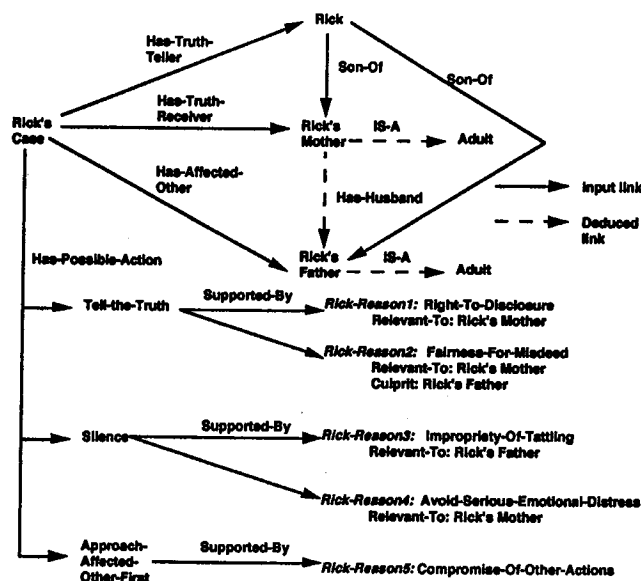 Rick
Has-Truth-
Teller
Son-Of
Son-Of
Has-Truth-
Receiver
Rick's
Case
Rick's
Mother
IS-A
Adult
Has-Affected-
Other
Has-Husband
Input link
Deduced
link
Has-Possible-Action
Rick's
Father
IS-A
Adult
Tell-the-Truth
Supported-By
Rick-Reason1: Right-To-Disclosure
Relevant-To: Rick's Mother
Rick-Reason2: Fairness-For-Misdeed
Relevant-To: Rick's Mother
Culprit: Rick's Father
Silence
Supported-By
Rick-Reason3: Impropriety-Of-Tattling
Relevant-To: Rick's Father
Rick-Reason4: Avoid-Serious-Emotional-Distress
Relevant-To: Rick's Mother
Approach-
Affected-
Other-First
Supported-By
Rick-Reason5: Compromise-Of-Other-Actions